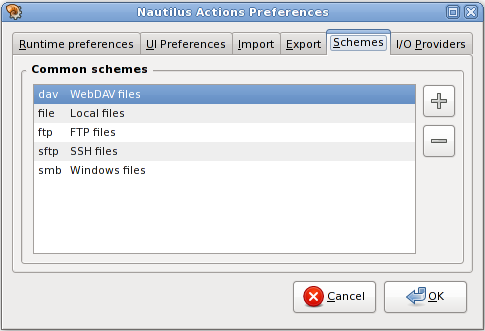 Nautilus Actions Preferences
Runtime preferences UI Preferences Import Export Schemes I/O Providers
Common schemes
dav WebDAV files
file Local files
ftp FTP files
sftp SSH files
smb Windows files
Cancel OK